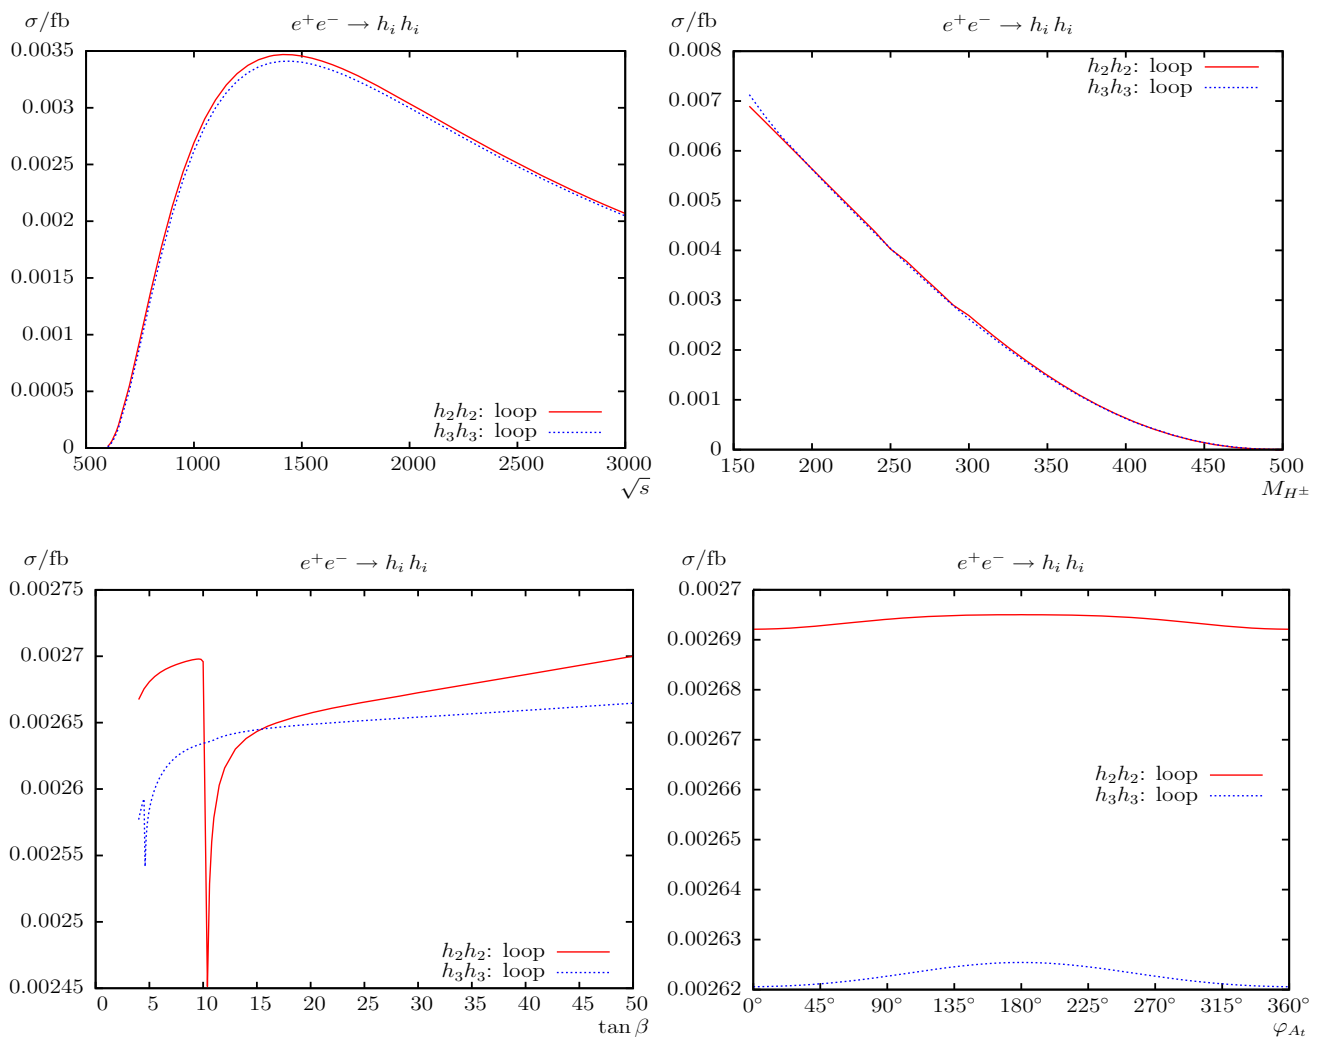 σ/fb
e⁺e⁻ → hᵢ hᵢ
0.0035
0.003
0.0025
0.002
0.0015
0.001
0.0005
0
h₂h₂: loop
h₃h₃: loop
500 1000 1500 2000 2500 3000
√s
σ/fb
e⁺e⁻ → hᵢ hᵢ
0.008
0.007
0.006
0.005
0.004
0.003
0.002
0.001
0
h₂h₂: loop
h₃h₃: loop
150 200 250 300 350 400 450 500
M_{H^±}
σ/fb
e⁺e⁻ → hᵢ hᵢ
0.00275
0.0027
0.00265
0.0026
0.00255
0.0025
0.00245
h₂h₂: loop
h₃h₃: loop
0 5 10 15 20 25 30 35 40 45 50
tan β
σ/fb
e⁺e⁻ → hᵢ hᵢ
0.0027
0.00269
0.00268
0.00267
0.00266
0.00265
0.00264
0.00263
0.00262
h₂h₂: loop
h₃h₃: loop
0° 45° 90° 135° 180° 225° 270° 315° 360°
φ_{A_t}